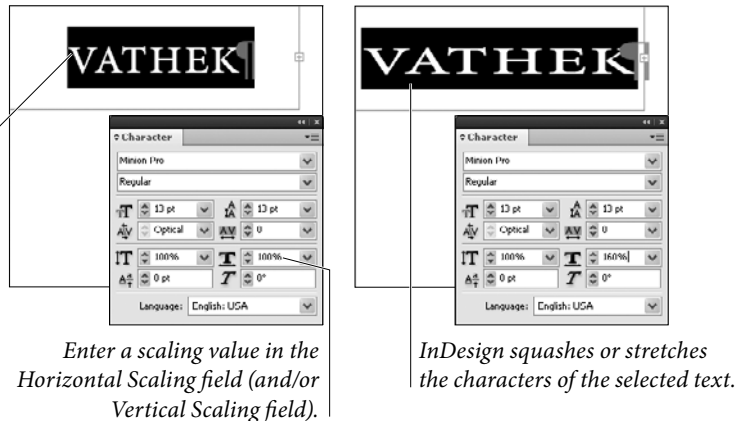 VATHEK¶
Character
Minion Pro
Regular
13 pt 13 pt
Optical 0
100% 100%
0 pt 0°
Language: English: USA
Enter a scaling value in the
Horizontal Scaling field (and/or
Vertical Scaling field).
VATHEK¶
Character
Minion Pro
Regular
13 pt 13 pt
Optical 0
100% 160%
0 pt 0°
Language: English: USA
InDesign squashes or stretches
the characters of the selected text.